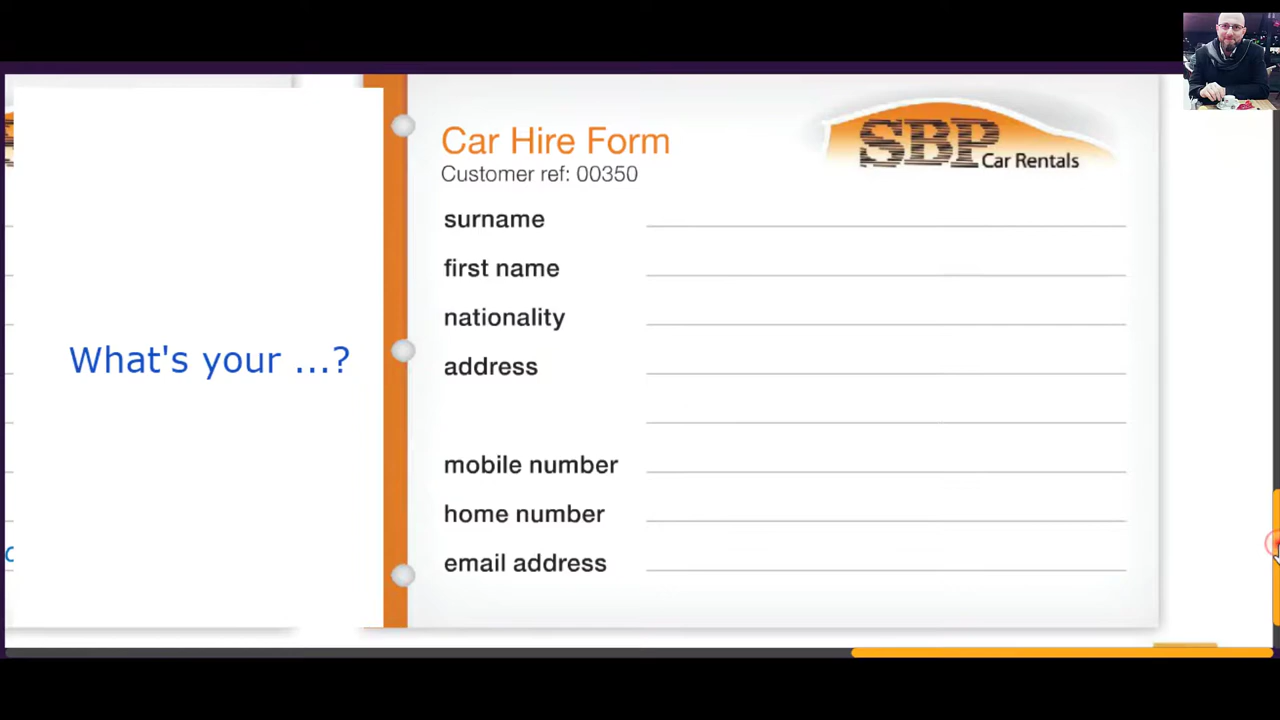 Car Hire Form
SBP Car Rentals
Customer ref: 00350
surname
first name
nationality
What's your ...?
address
mobile number
home number
email address